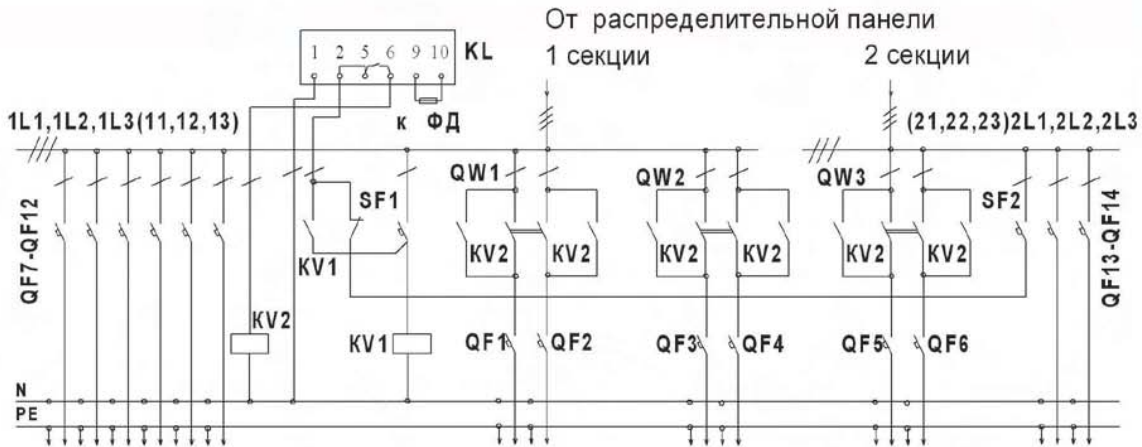 От распределительной панели
1 секции 2 секции
1 2 5 6 9 10 KL
к ФД
1L1,1L2,1L3(11,12,13) (21,22,23)2L1,2L2,2L3
QW1 QW2 QW3
SF1 SF2
QF7-QF12 QF13-QF14
KV1 KV2 KV2 KV2 KV2 KV2 KV2
KV2 KV1 QF1 QF2 QF3 QF4 QF5 QF6
N
PE